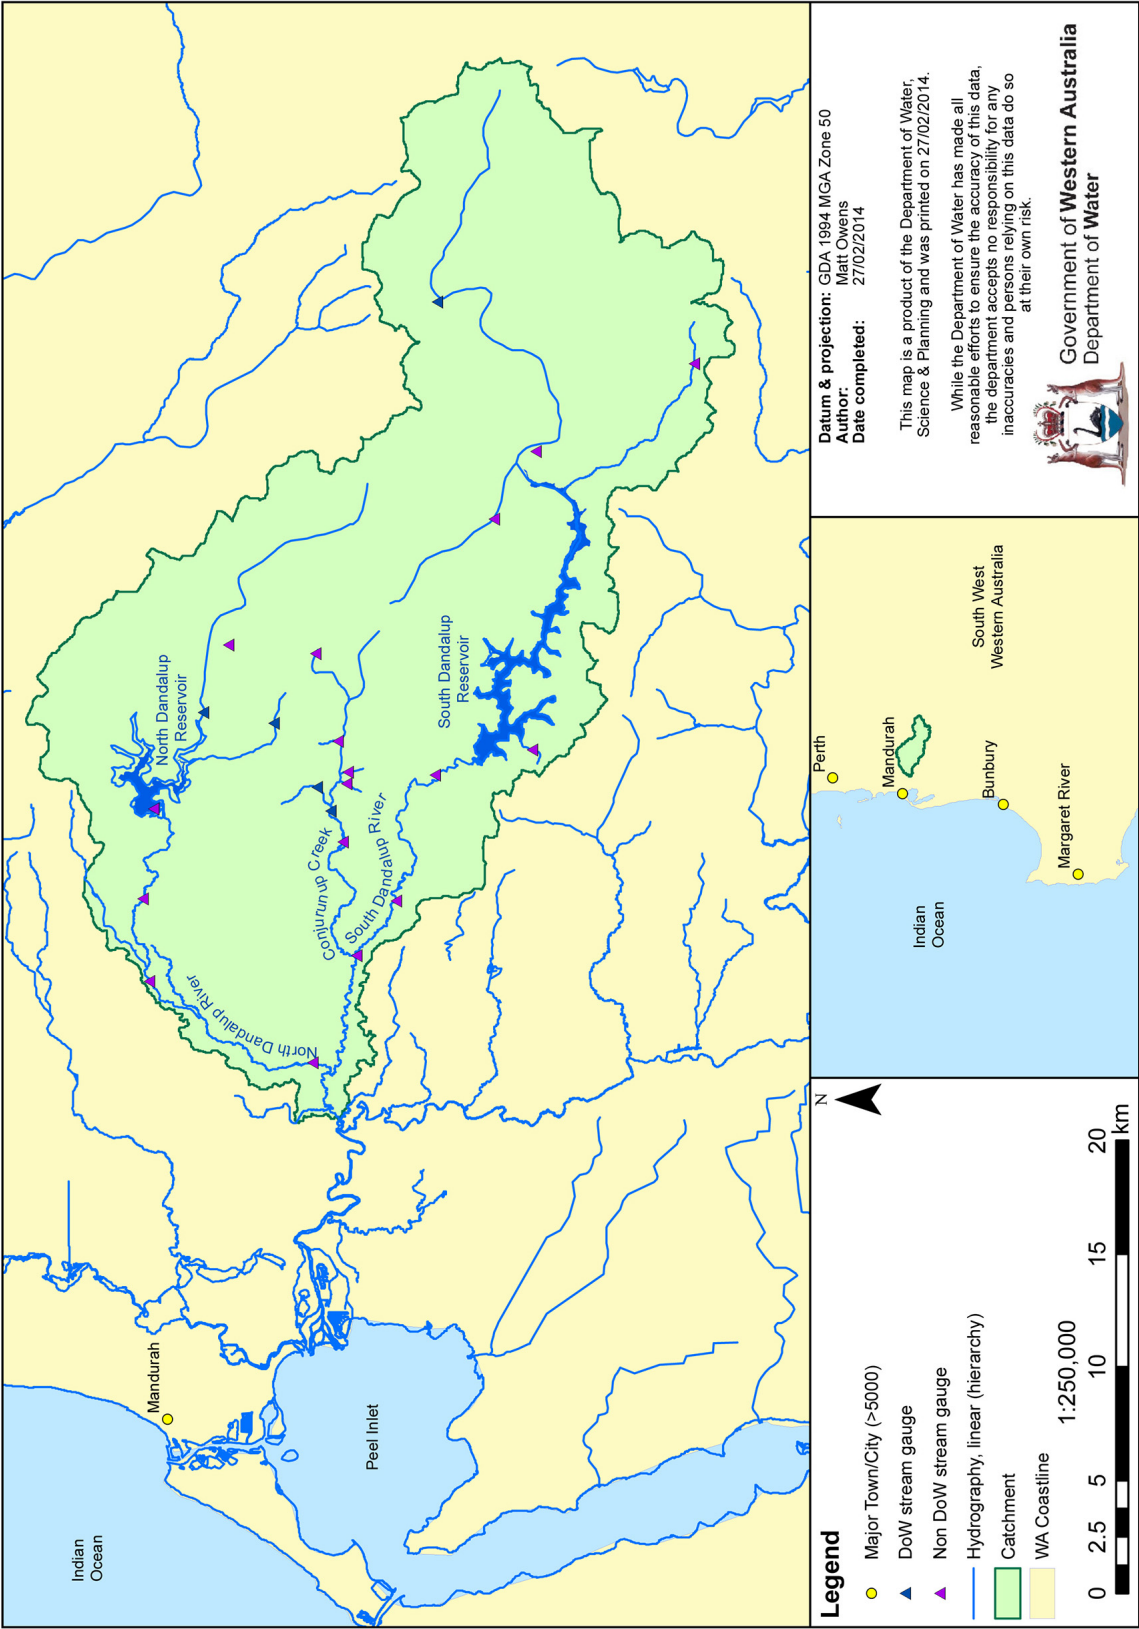 Indian
Ocean
Mandurah
Peel Inlet
North Dandalup River
North Dandalup
Reservoir
Conjurunup Creek
South Dandalup River
South Dandalup
Reservoir
Legend
Major Town/City (>5000)
DoW stream gauge
Non DoW stream gauge
Hydrography, linear (hierarchy)
Catchment
WA Coastline
N
0 2.5 5 10 15 20
km
1:250,000
Perth
Mandurah
Bunbury
Margaret River
Indian
Ocean
South West
Western Australia
Datum & projection: GDA 1994 MGA Zone 50
Author: Matt Owens
Date completed: 27/02/2014
This map is a product of the Department of Water,
Science & Planning and was printed on 27/02/2014.
While the Department of Water has made all
reasonable efforts to ensure the accuracy of this data,
the department accepts no responsibility for any
inaccuracies and persons relying on this data do so
at their own risk.
Government of Western Australia
Department of Water